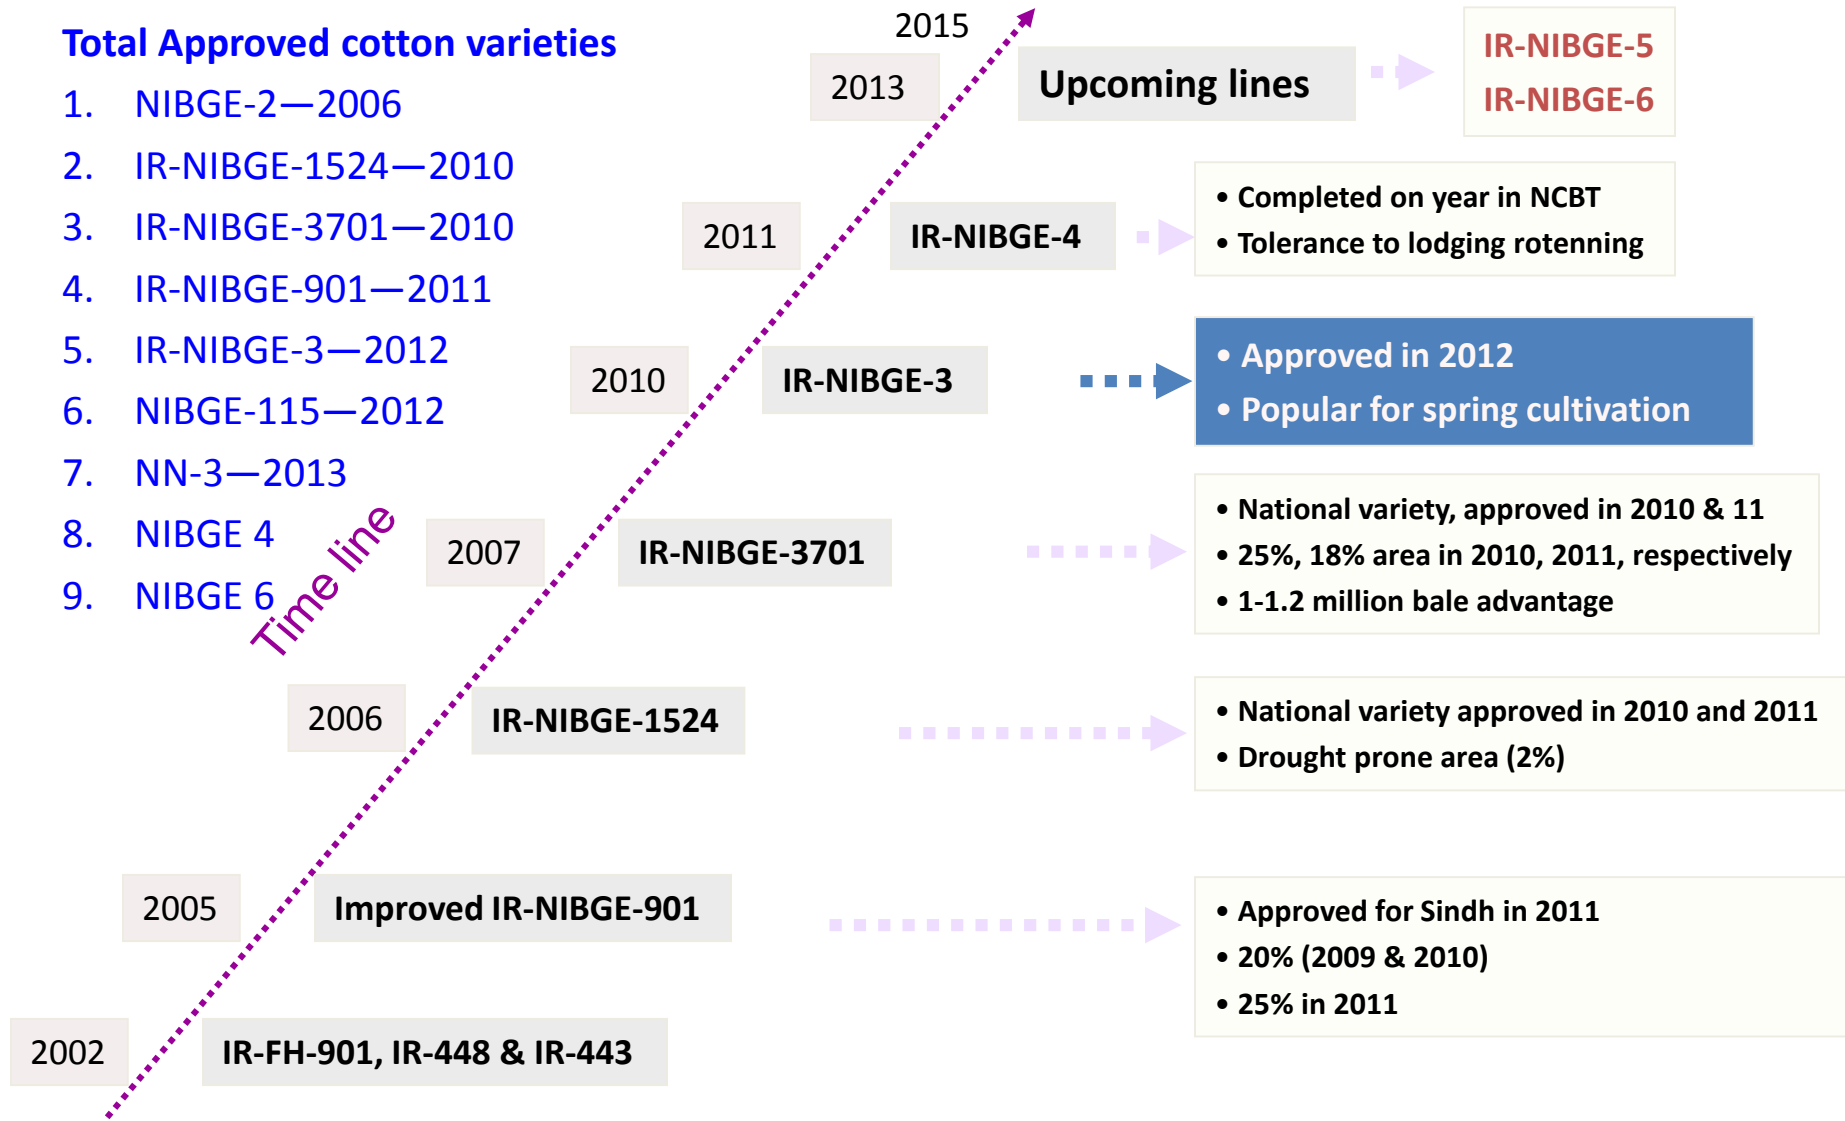 Total Approved cotton varieties
1. NIBGE-2—2006
2. IR-NIBGE-1524—2010
3. IR-NIBGE-3701—2010
4. IR-NIBGE-901—2011
5. IR-NIBGE-3—2012
6. NIBGE-115—2012
7. NN-3—2013
8. NIBGE 4
9. NIBGE 6
Time line
2015
2013
Upcoming lines
IR-NIBGE-5
IR-NIBGE-6
2011
IR-NIBGE-4
• Completed on year in NCBT
• Tolerance to lodging rotenning
2010
IR-NIBGE-3
• Approved in 2012
• Popular for spring cultivation
2007
IR-NIBGE-3701
• National variety, approved in 2010 & 11
• 25%, 18% area in 2010, 2011, respectively
• 1-1.2 million bale advantage
2006
IR-NIBGE-1524
• National variety approved in 2010 and 2011
• Drought prone area (2%)
2005
Improved IR-NIBGE-901
• Approved for Sindh in 2011
• 20% (2009 & 2010)
• 25% in 2011
2002
IR-FH-901, IR-448 & IR-443